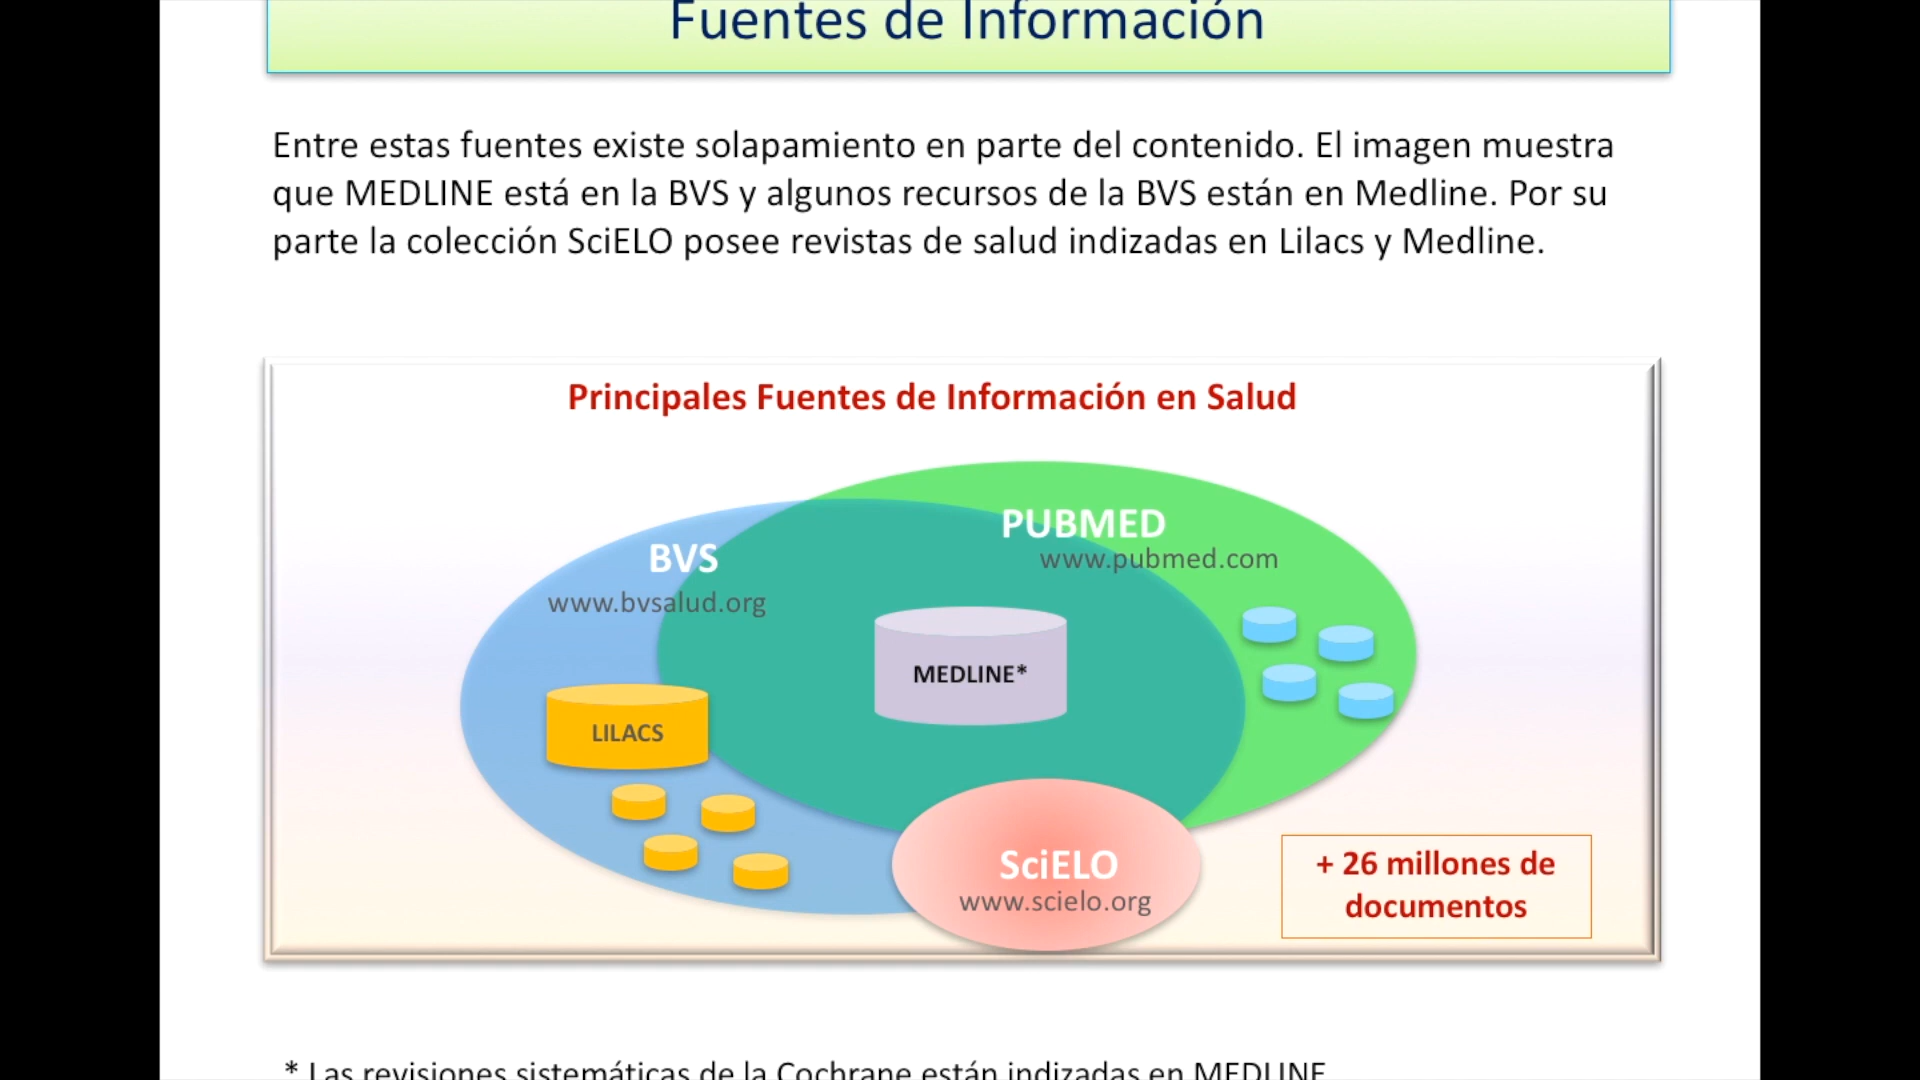 Fuentes de Información
Entre estas fuentes existe solapamiento en parte del contenido. El imagen muestra
que MEDLINE está en la BVS y algunos recursos de la BVS están en Medline. Por su
parte la colección SciELO posee revistas de salud indizadas en Lilacs y Medline.
Principales Fuentes de Información en Salud
PUBMED
www.pubmed.com
BVS
www.bvsalud.org
MEDLINE*
LILACS
SciELO
www.scielo.org
+ 26 millones de
documentos
* Las revisiones sistemáticas de la Cochrane están indizadas en MEDLINE